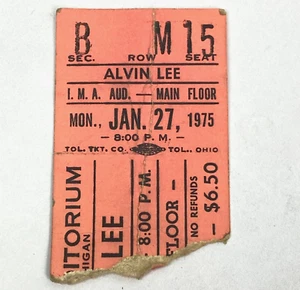 B M 15
SEC. ROW SEAT
ALVIN LEE
I. M. A. AUD. — MAIN FLOOR
MON., JAN. 27, 1975
— 8:00 P. M. —
TOL. TKT. CO. TOL., OHIO
ITORIUM
HIGAN
LEE
8:00 P. M.
FLOOR –
NO REFUNDS
– $6.50